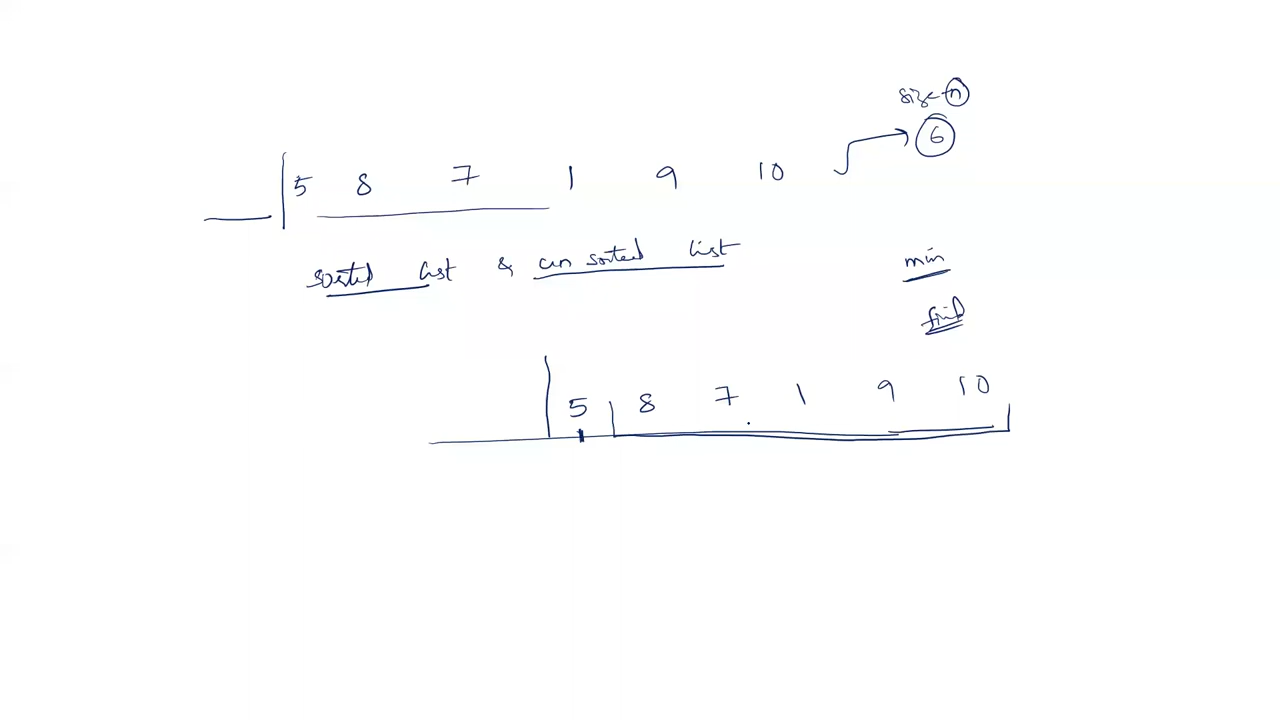 size n
6
5 8 7 1 9 10
sorted list & un sorted list
min
find
5 8 7 1 9 10